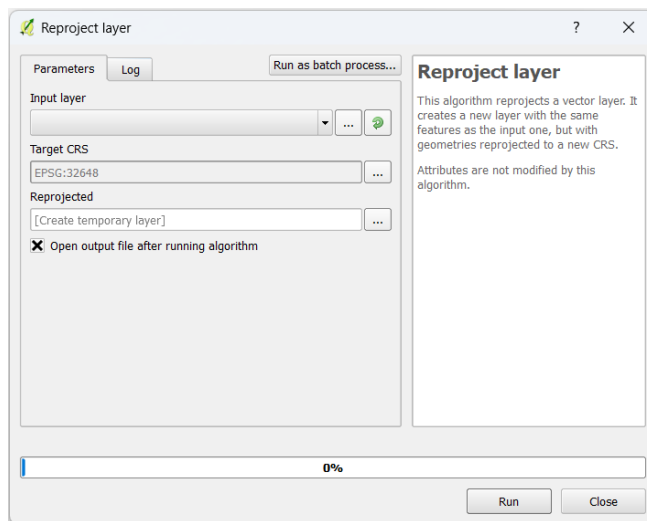 Reproject layer
?
Parameters
Log
Run as batch process...
Input layer
...
Target CRS
EPSG:32648
...
Reprojected
[Create temporary layer]
...
Open output file after running algorithm
Reproject layer
This algorithm reprojects a vector layer. It
creates a new layer with the same
features as the input one, but with
geometries reprojected to a new CRS.
Attributes are not modified by this
algorithm.
0%
Run
Close